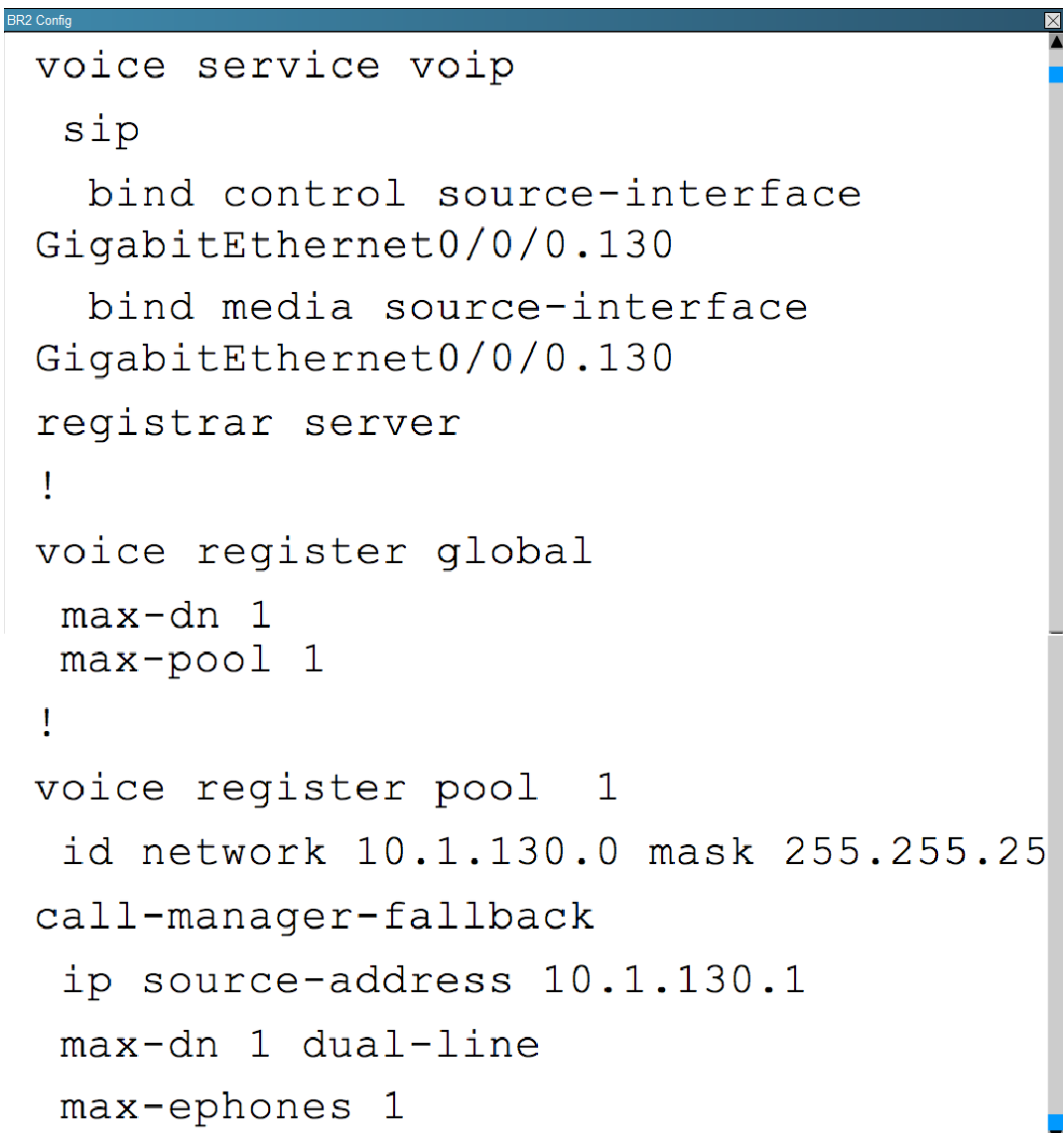 BR2 Config
voice service voip
sip
bind control source-interface
GigabitEthernet0/0/0.130
bind media source-interface
GigabitEthernet0/0/0.130
registrar server
!
voice register global
max-dn 1
max-pool 1
!
voice register pool 1
id network 10.1.130.0 mask 255.255.25
call-manager-fallback
ip source-address 10.1.130.1
max-dn 1 dual-line
max-ephones 1